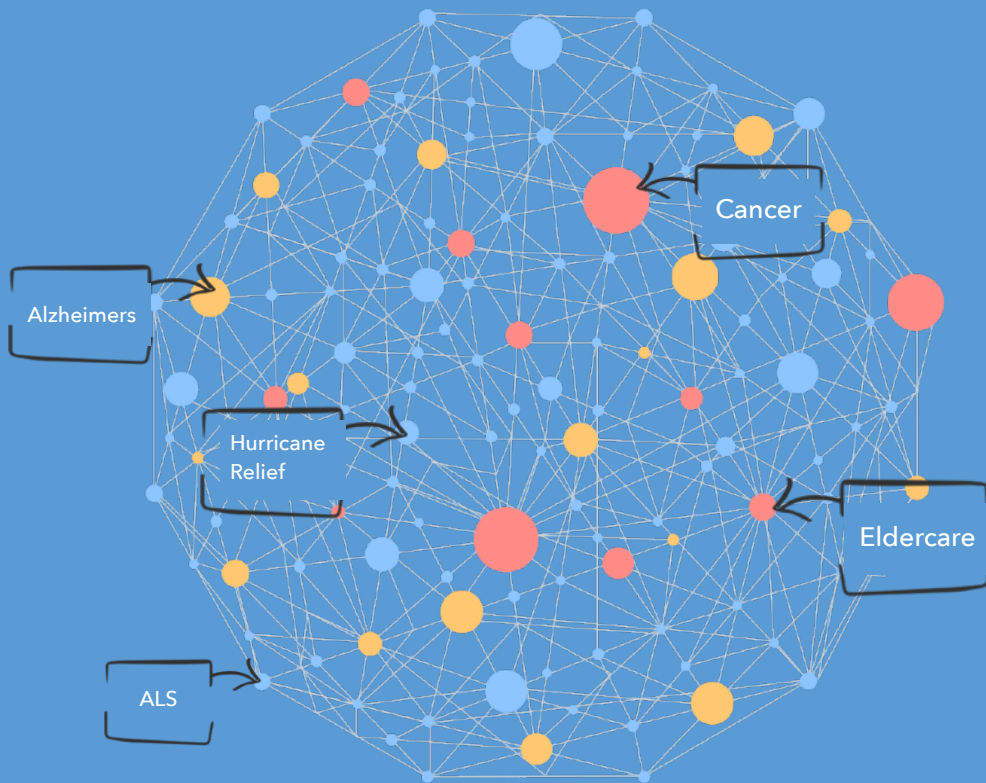 Cancer
Alzheimers
Hurricane
Relief
Eldercare
ALS